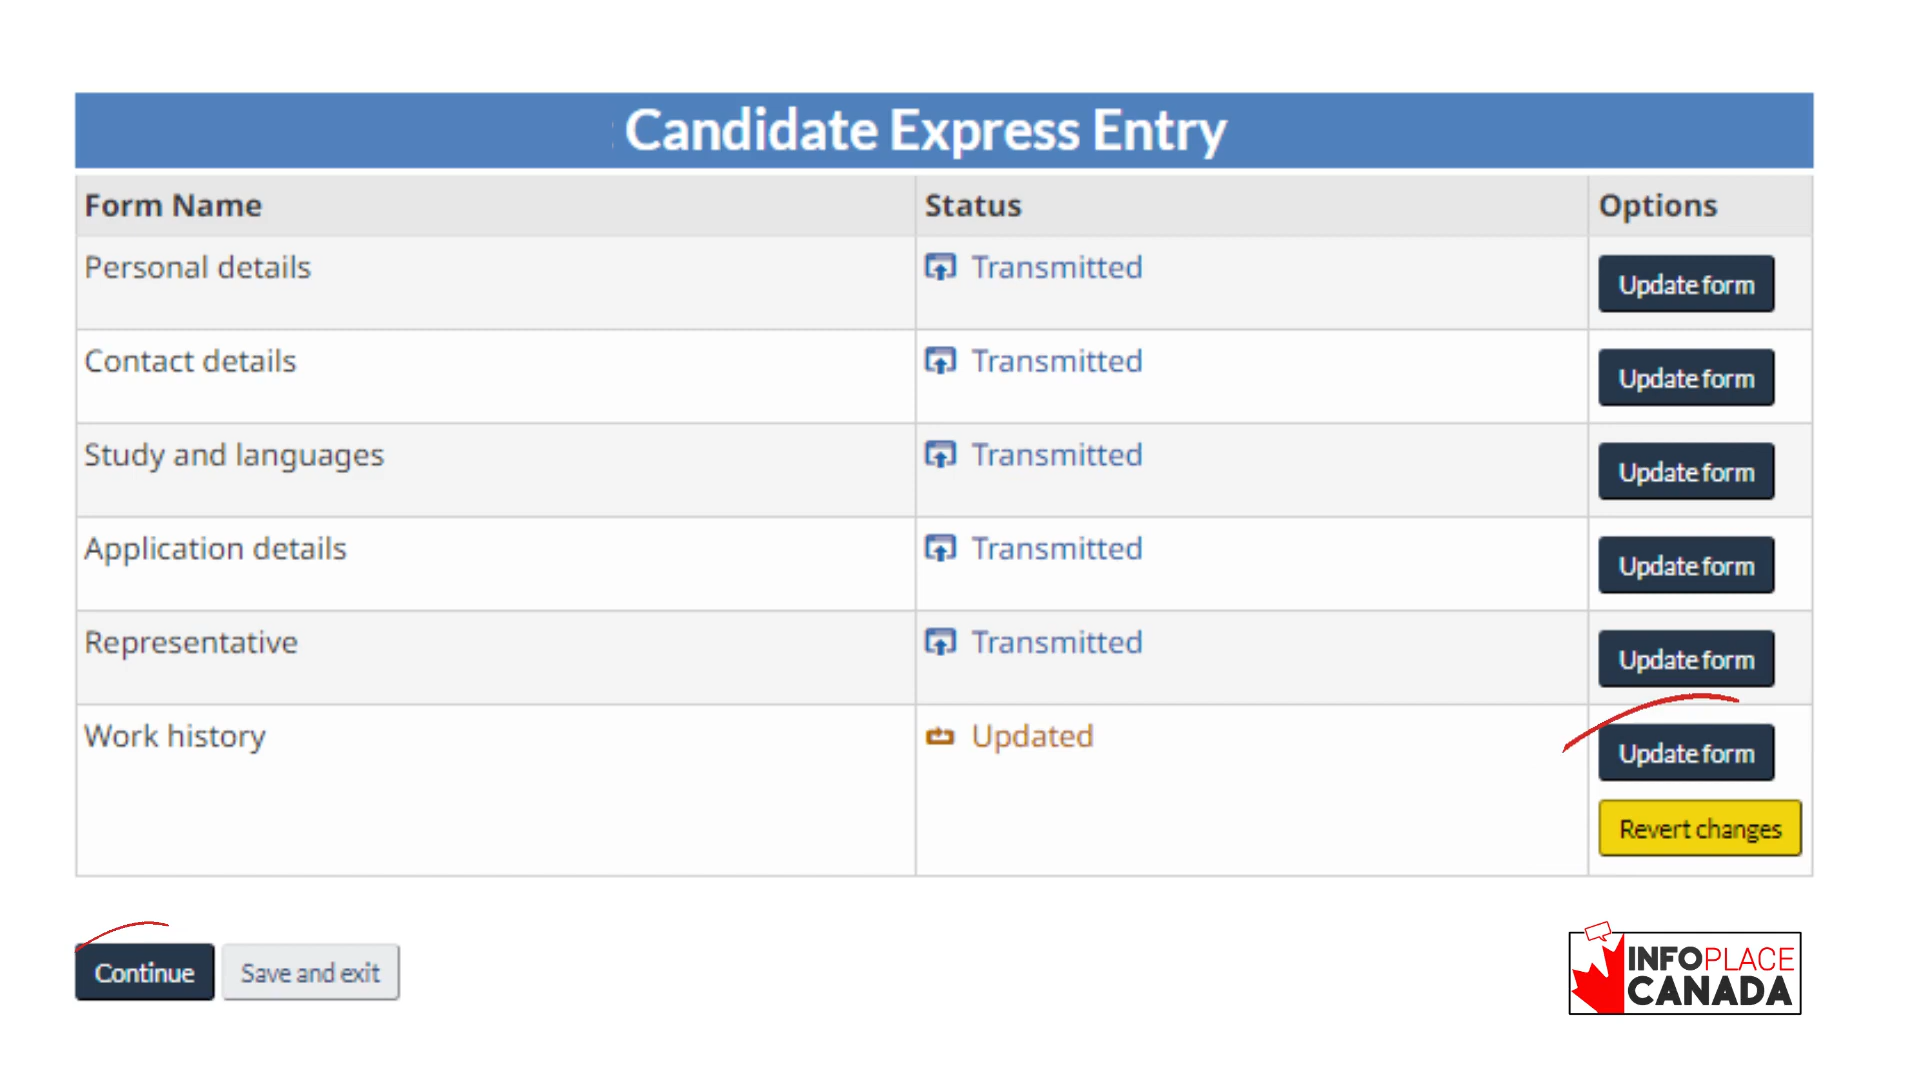 Candidate Express Entry
Form Name Status Options
Personal details Transmitted Update form
Contact details Transmitted Update form
Study and languages Transmitted Update form
Application details Transmitted Update form
Representative Transmitted Update form
Work history Updated Update form
Revert changes
Continue Save and exit
INFOPLACE
CANADA